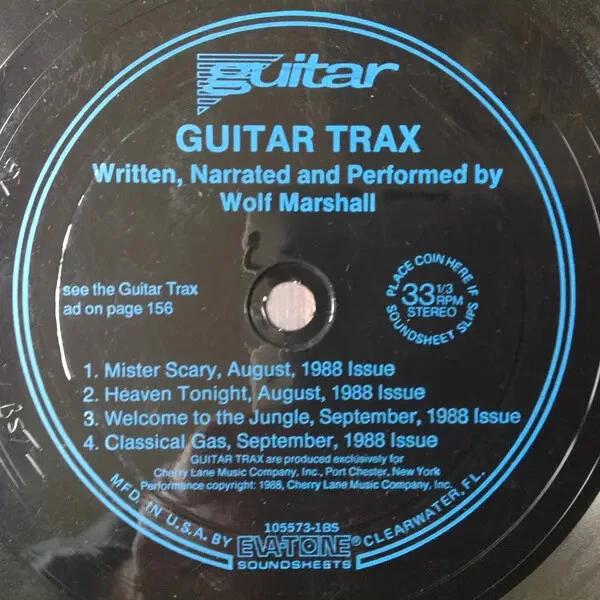 guitar
GUITAR TRAX
Written, Narrated and Performed by
Wolf Marshall
see the Guitar Trax
ad on page 156
PLACE COIN HERE IF
SOUNDSHEET SLIPS
33 1/3
RPM
STEREO
1. Mister Scary, August, 1988 Issue
2. Heaven Tonight, August, 1988 Issue
3. Welcome to the Jungle, September, 1988 Issue
4. Classical Gas, September, 1988 Issue
GUITAR TRAX are produced exclusively for
Cherry Lane Music Company, Inc., Port Chester, New York
Performance copyright: 1988, Cherry Lane Music Company, Inc.
105573-1BS
MFD. IN U.S.A. BY EVA-TONE® CLEARWATER, FL.
SOUNDSHEETS